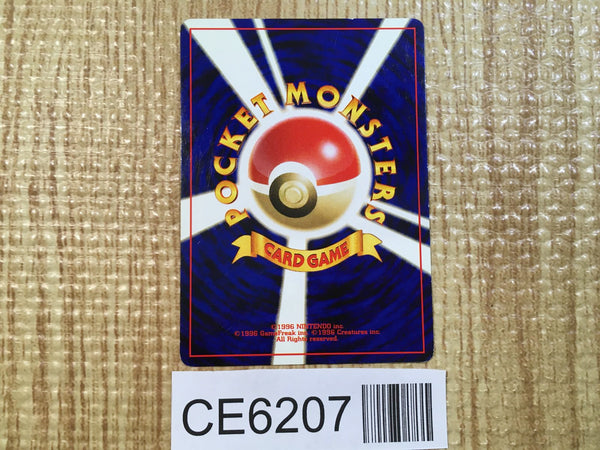 POCKET MONSTERS
CARD GAME
©1996 NINTENDO inc.
©1996 GameFreak inc. ©1996 Creatures inc.
All Rights reserved.
CE6207